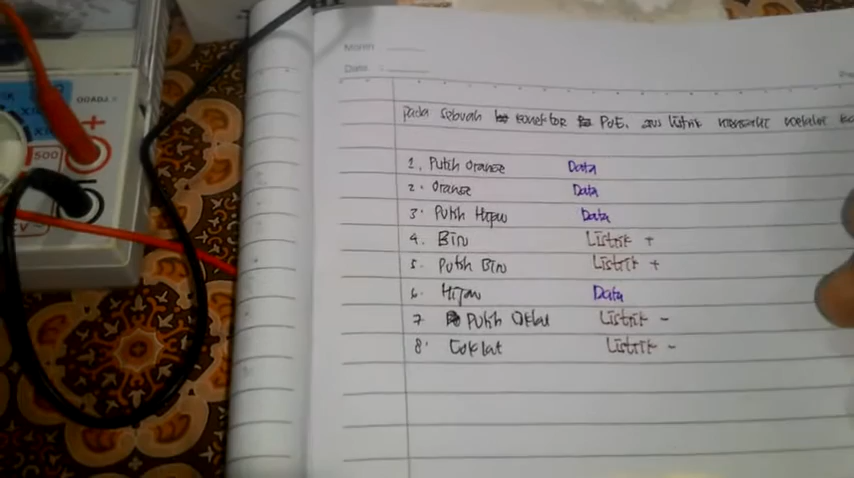 Month
Date :
Pada sebuah konektor PoE, arus listrik melalui
1. Putih Orange Data
2. Orange Data
3. Putih Hijau Data
4. Biru Listrik +
5. Putih Biru Listrik +
6. Hijau Data
7 Putih Coklat Listrik -
8. Coklat Listrik -
500
+